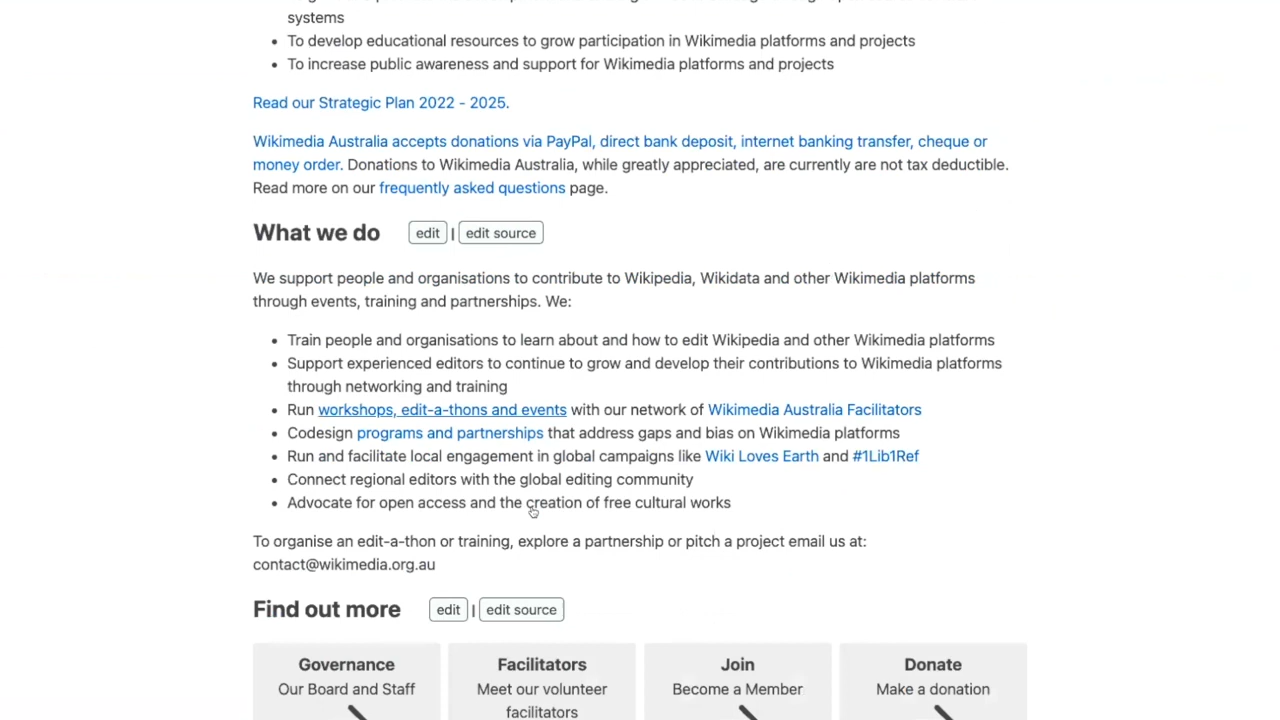 systems
• To develop educational resources to grow participation in Wikimedia platforms and projects
• To increase public awareness and support for Wikimedia platforms and projects
Read our Strategic Plan 2022 - 2025.
Wikimedia Australia accepts donations via PayPal, direct bank deposit, internet banking transfer, cheque or
money order. Donations to Wikimedia Australia, while greatly appreciated, are currently are not tax deductible.
Read more on our frequently asked questions page.
What we do edit | edit source
We support people and organisations to contribute to Wikipedia, Wikidata and other Wikimedia platforms
through events, training and partnerships. We:
• Train people and organisations to learn about and how to edit Wikipedia and other Wikimedia platforms
• Support experienced editors to continue to grow and develop their contributions to Wikimedia platforms
through networking and training
• Run workshops, edit-a-thons and events with our network of Wikimedia Australia Facilitators
• Codesign programs and partnerships that address gaps and bias on Wikimedia platforms
• Run and facilitate local engagement in global campaigns like Wiki Loves Earth and #1Lib1Ref
• Connect regional editors with the global editing community
• Advocate for open access and the creation of free cultural works
To organise an edit-a-thon or training, explore a partnership or pitch a project email us at:
contact@wikimedia.org.au
Find out more edit | edit source
Governance
Our Board and Staff
Facilitators
Meet our volunteer
facilitators
Join
Become a Member
Donate
Make a donation